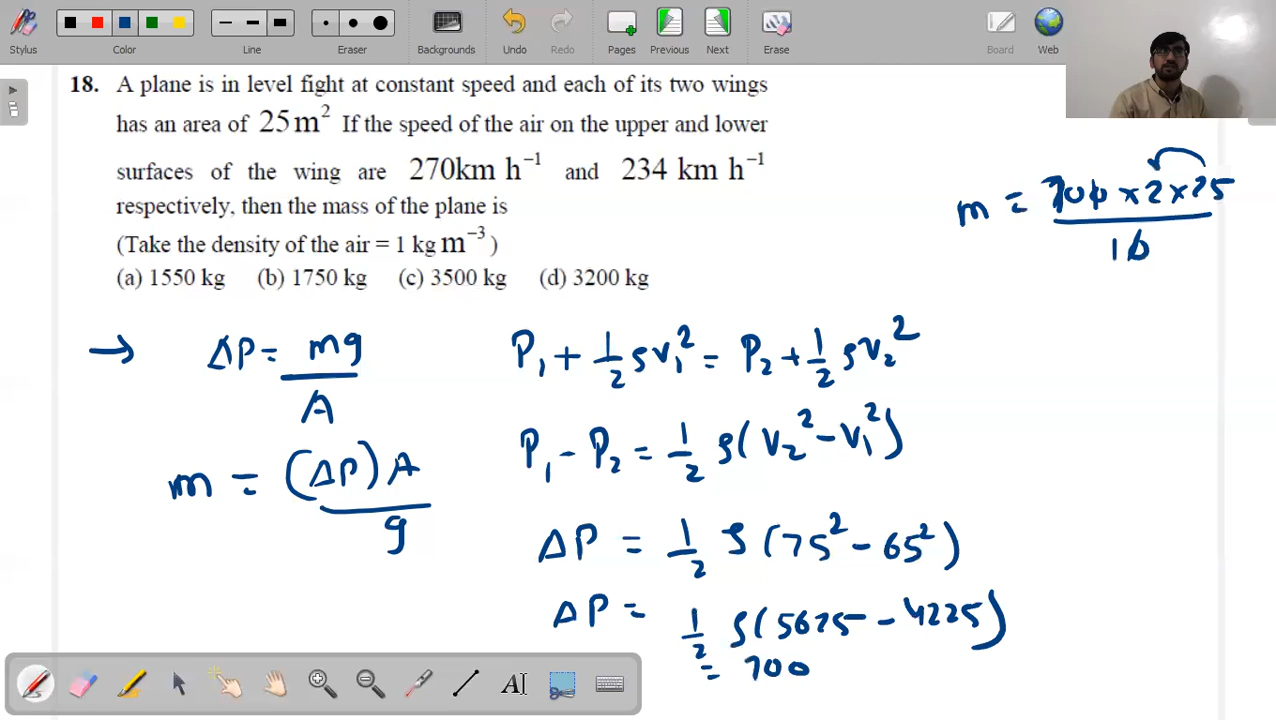 Stylus Color Line Eraser Backgrounds Undo Redo Pages Previous Next Erase Board Web
18. A plane is in level fight at constant speed and each of its two wings
has an area of 25 m² If the speed of the air on the upper and lower
surfaces of the wing are 270km h⁻¹ and 234 km h⁻¹
respectively, then the mass of the plane is
(Take the density of the air = 1 kg m⁻³)
(a) 1550 kg (b) 1750 kg (c) 3500 kg (d) 3200 kg
m = 700 × 2 × 25
10
→ ΔP = mg
A
m = (ΔP) A
g
P₁ + 1/2 ρv₁² = P₂ + 1/2 ρv₂²
P₁ - P₂ = 1/2 ρ(v₂² - v₁²)
ΔP = 1/2 ρ(75² - 65²)
ΔP = 1/2 ρ(5625 - 4225)
= 700